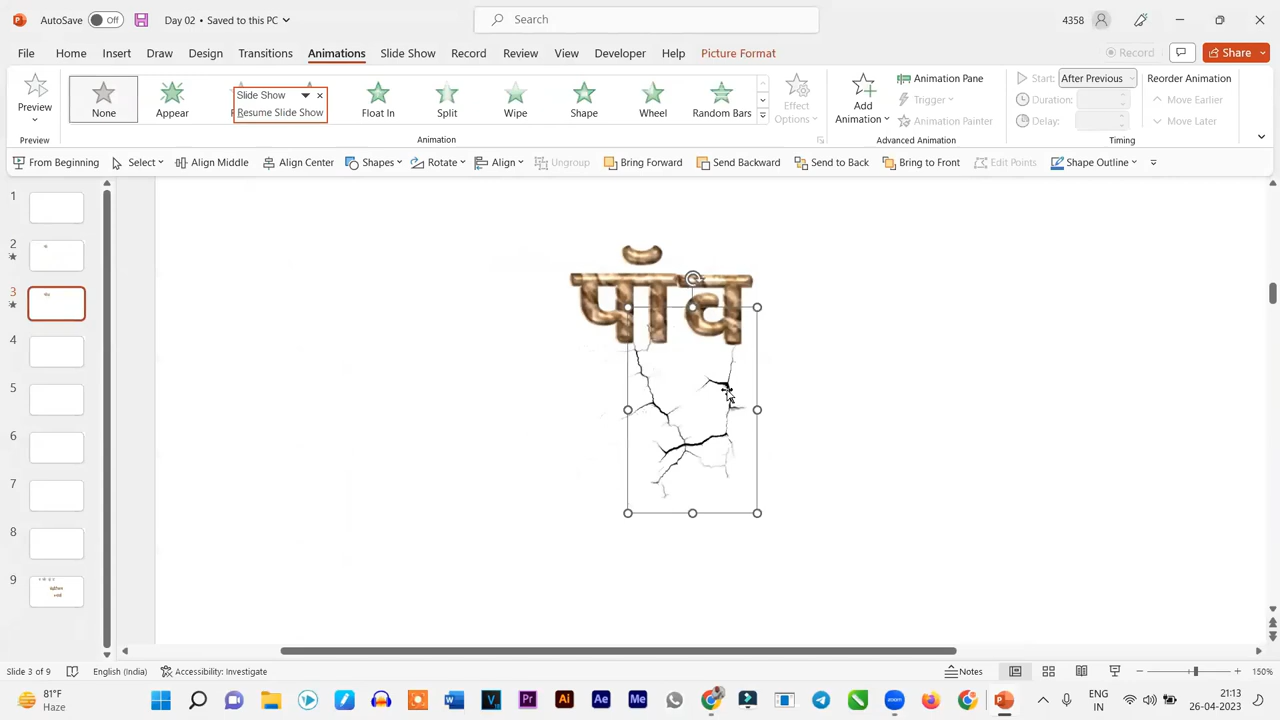 AutoSave Off Day 02 • Saved to this PC Search 4358
File Home Insert Draw Design Transitions Animations Slide Show Record Review View Developer Help Picture Format Record Share
Preview None Appear Float In Split Wipe Shape Wheel Random Bars Effect Options Add Animation
Slide Show
Resume Slide Show
Animation Pane
Trigger
Animation Painter
Start: After Previous
Duration:
Delay:
Reorder Animation
Move Earlier
Move Later
Preview Animation Advanced Animation Timing
From Beginning Select Align Middle Align Center Shapes Rotate Align Ungroup Bring Forward Send Backward Send to Back Bring to Front Edit Points Shape Outline
1
2
3
4
5
6
7
8
9
पाँव
Slide 3 of 9 English (India) Accessibility: Investigate Notes 150%
81°F
Haze
ENG
IN
21:13
26-04-2023